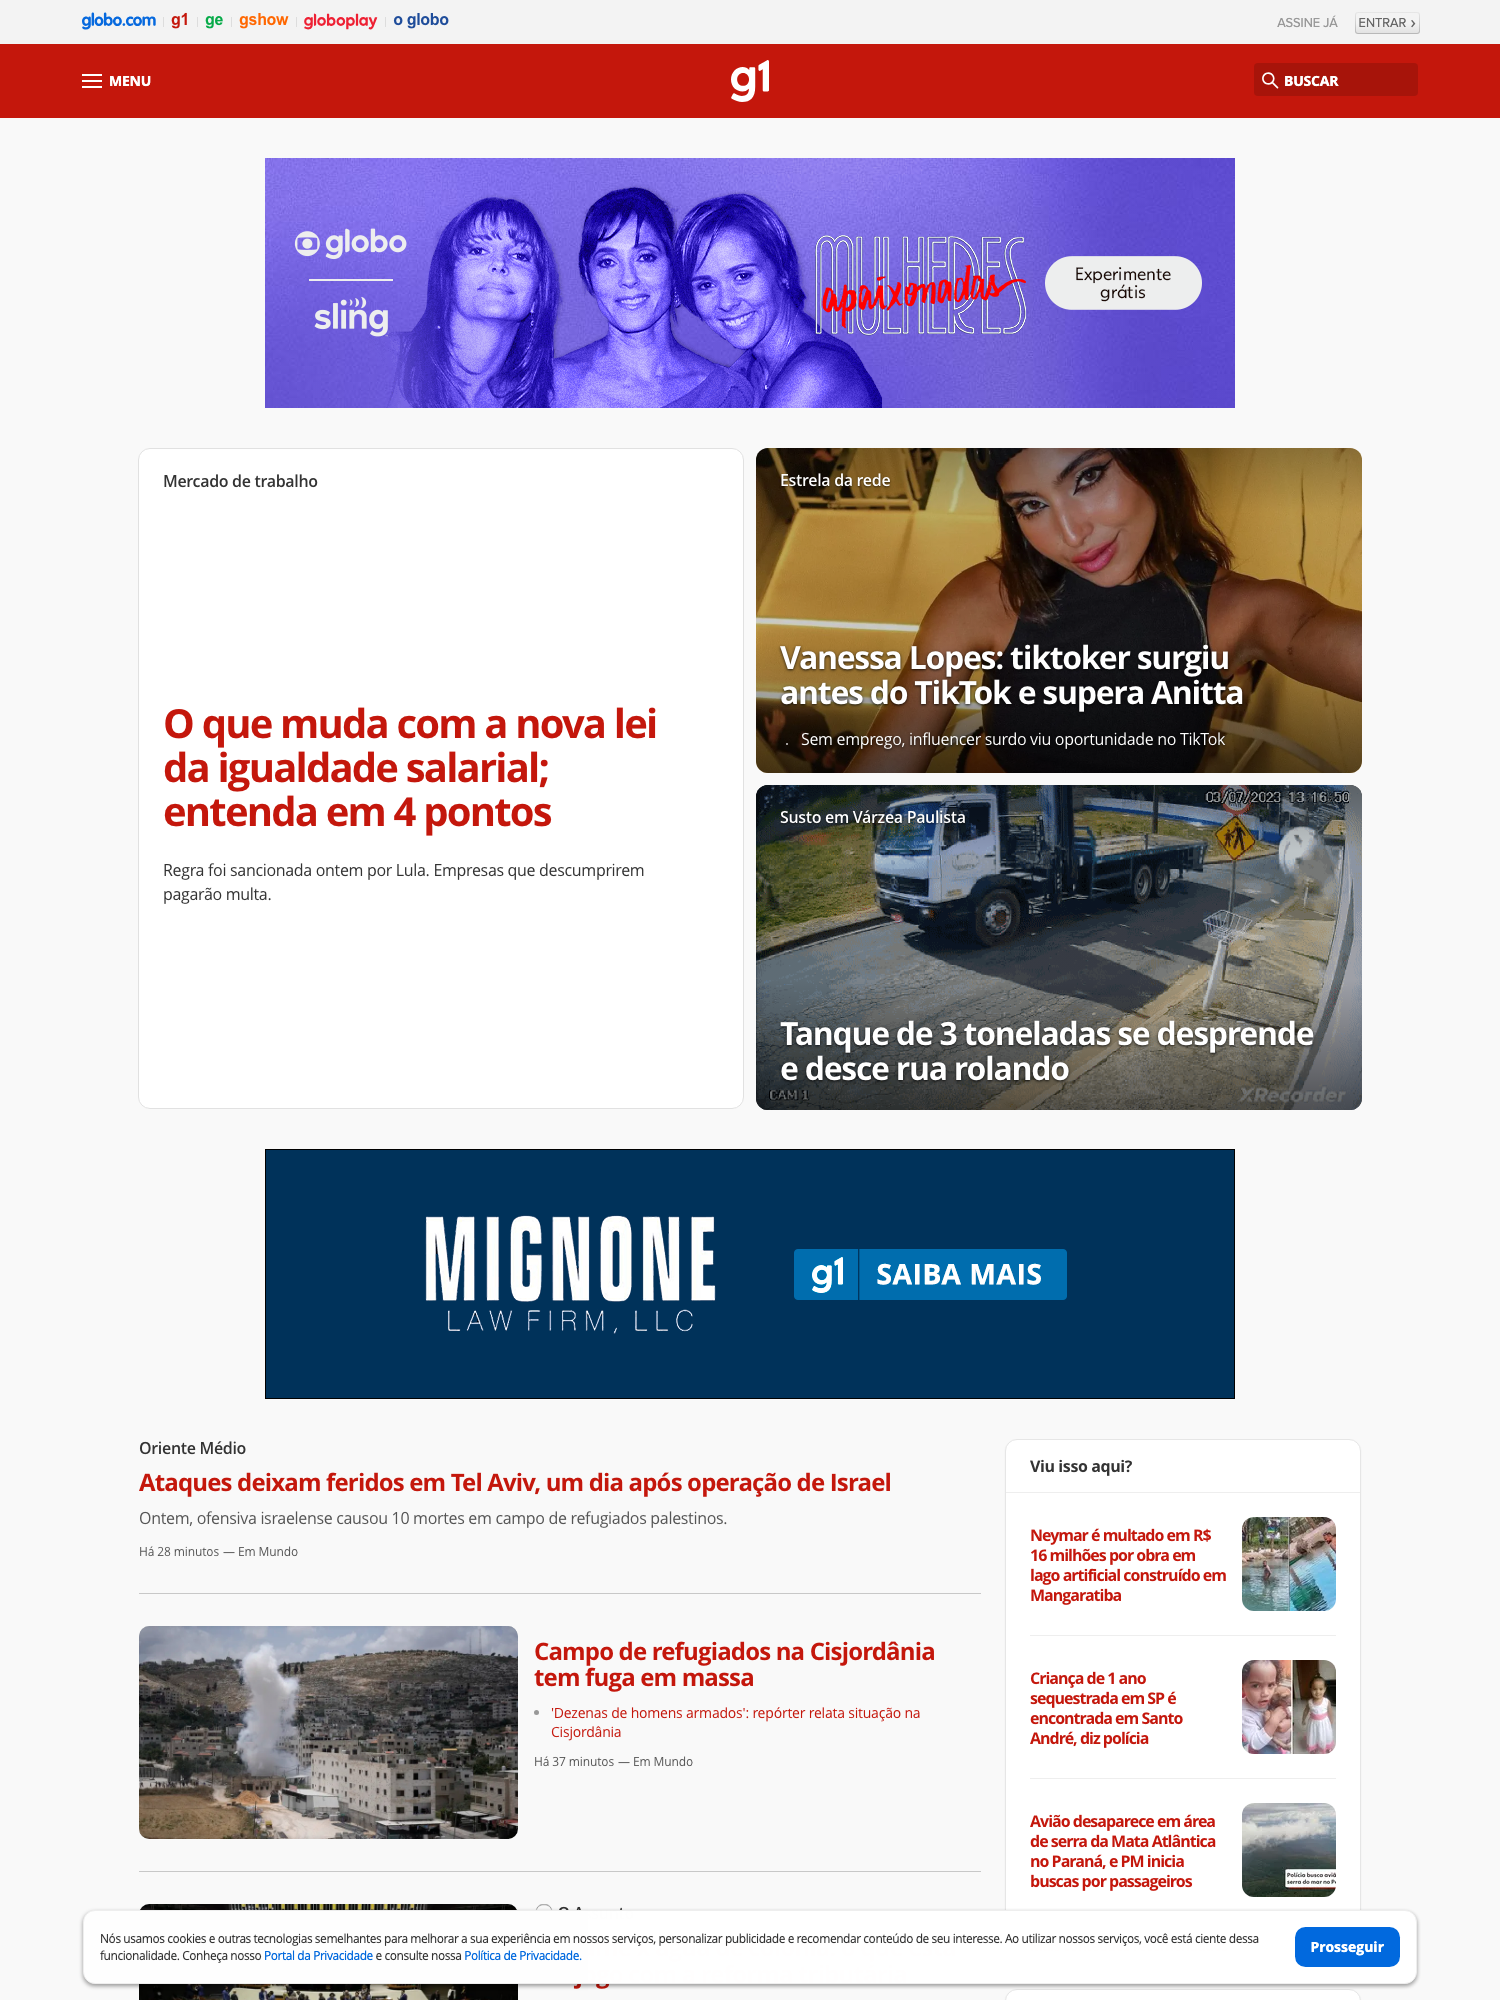 globo.com g1 ge gshow globoplay o globo
ASSINE JÁ ENTRAR ›
MENU
g1
BUSCAR
globo
sling
MULHERES
apaixonadas
Experimente
grátis
Mercado de trabalho
O que muda com a nova lei
da igualdade salarial;
entenda em 4 pontos
Regra foi sancionada ontem por Lula. Empresas que descumprirem
pagarão multa.
Estrela da rede
Vanessa Lopes: tiktoker surgiu
antes do TikTok e supera Anitta
. Sem emprego, influencer surdo viu oportunidade no TikTok
03/07/2023 13:16:50
Susto em Várzea Paulista
Tanque de 3 toneladas se desprende
e desce rua rolando
CAM 1
XRecorder
MIGNONE
LAW FIRM, LLC
g1 SAIBA MAIS
Oriente Médio
Ataques deixam feridos em Tel Aviv, um dia após operação de Israel
Ontem, ofensiva israelense causou 10 mortes em campo de refugiados palestinos.
Há 28 minutos — Em Mundo
Campo de refugiados na Cisjordânia
tem fuga em massa
• 'Dezenas de homens armados': repórter relata situação na
Cisjordânia
Há 37 minutos — Em Mundo
Viu isso aqui?
Neymar é multado em R$
16 milhões por obra em
lago artificial construído em
Mangaratiba
Criança de 1 ano
sequestrada em SP é
encontrada em Santo
André, diz polícia
Avião desaparece em área
de serra da Mata Atlântica
no Paraná, e PM inicia
buscas por passageiros
Polícia busca aviã
serra do mar no P
Nós usamos cookies e outras tecnologias semelhantes para melhorar a sua experiência em nossos serviços, personalizar publicidade e recomendar conteúdo de seu interesse. Ao utilizar nossos serviços, você está ciente dessa
funcionalidade. Conheça nosso Portal da Privacidade e consulte nossa Política de Privacidade.
Prosseguir